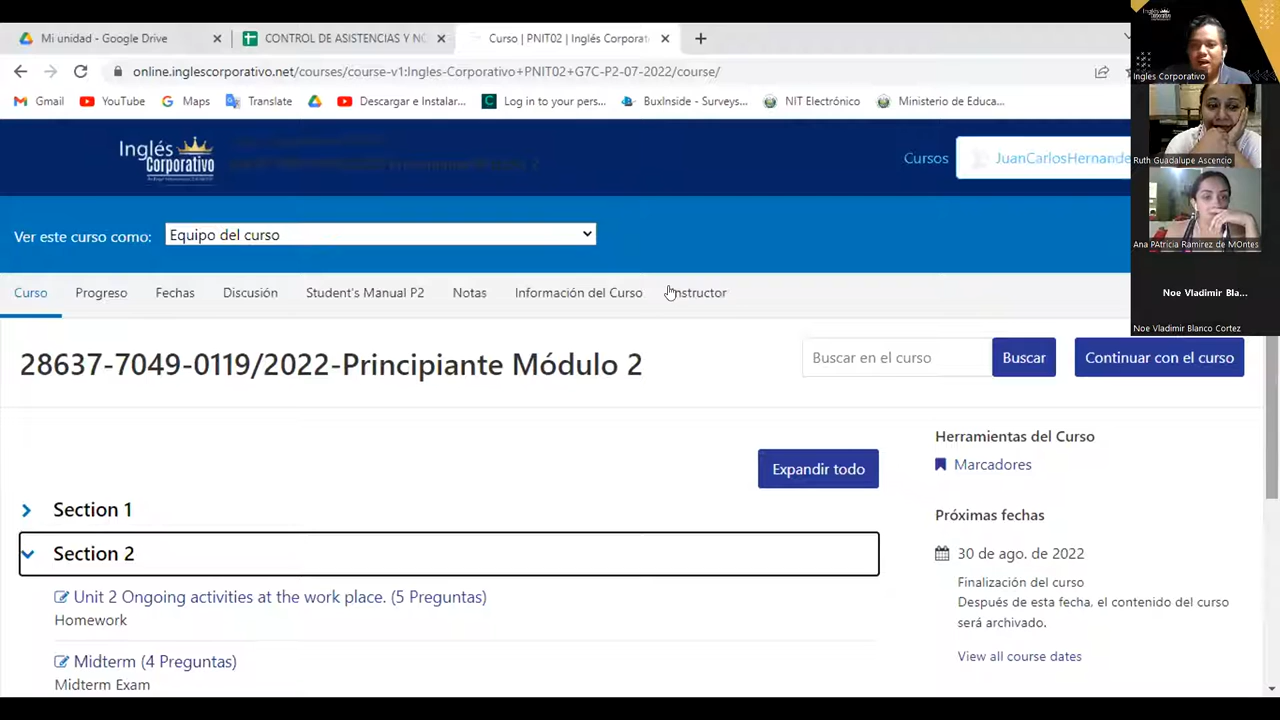 Mi unidad - Google Drive
CONTROL DE ASISTENCIAS Y NO
Curso | PNIT02 | Inglés Corporat
online.inglescorporativo.net/courses/course-v1:Ingles-Corporativo+PNIT02+G7C-P2-07-2022/course/
Gmail
YouTube
Maps
Translate
Descargar e Instalar...
Log in to your pers...
BuxInside - Surveys...
NIT Electrónico
Ministerio de Educa...
Inglés Corporativo
Ruth Guadalupe Ascencio
Ana PAtricia Ramirez de MOntes
Noe Vladimir Bla...
Noe Vladimir Blanco Cortez
Inglés
Corporativo
Cursos
JuanCarlosHernande
Ver este curso como:
Equipo del curso
Curso
Progreso
Fechas
Discusión
Student's Manual P2
Notas
Información del Curso
Instructor
28637-7049-0119/2022-Principiante Módulo 2
Buscar en el curso
Buscar
Continuar con el curso
Expandir todo
Section 1
Section 2
Unit 2 Ongoing activities at the work place. (5 Preguntas)
Homework
Midterm (4 Preguntas)
Midterm Exam
Herramientas del Curso
Marcadores
Próximas fechas
30 de ago. de 2022
Finalización del curso
Después de esta fecha, el contenido del curso
será archivado.
View all course dates